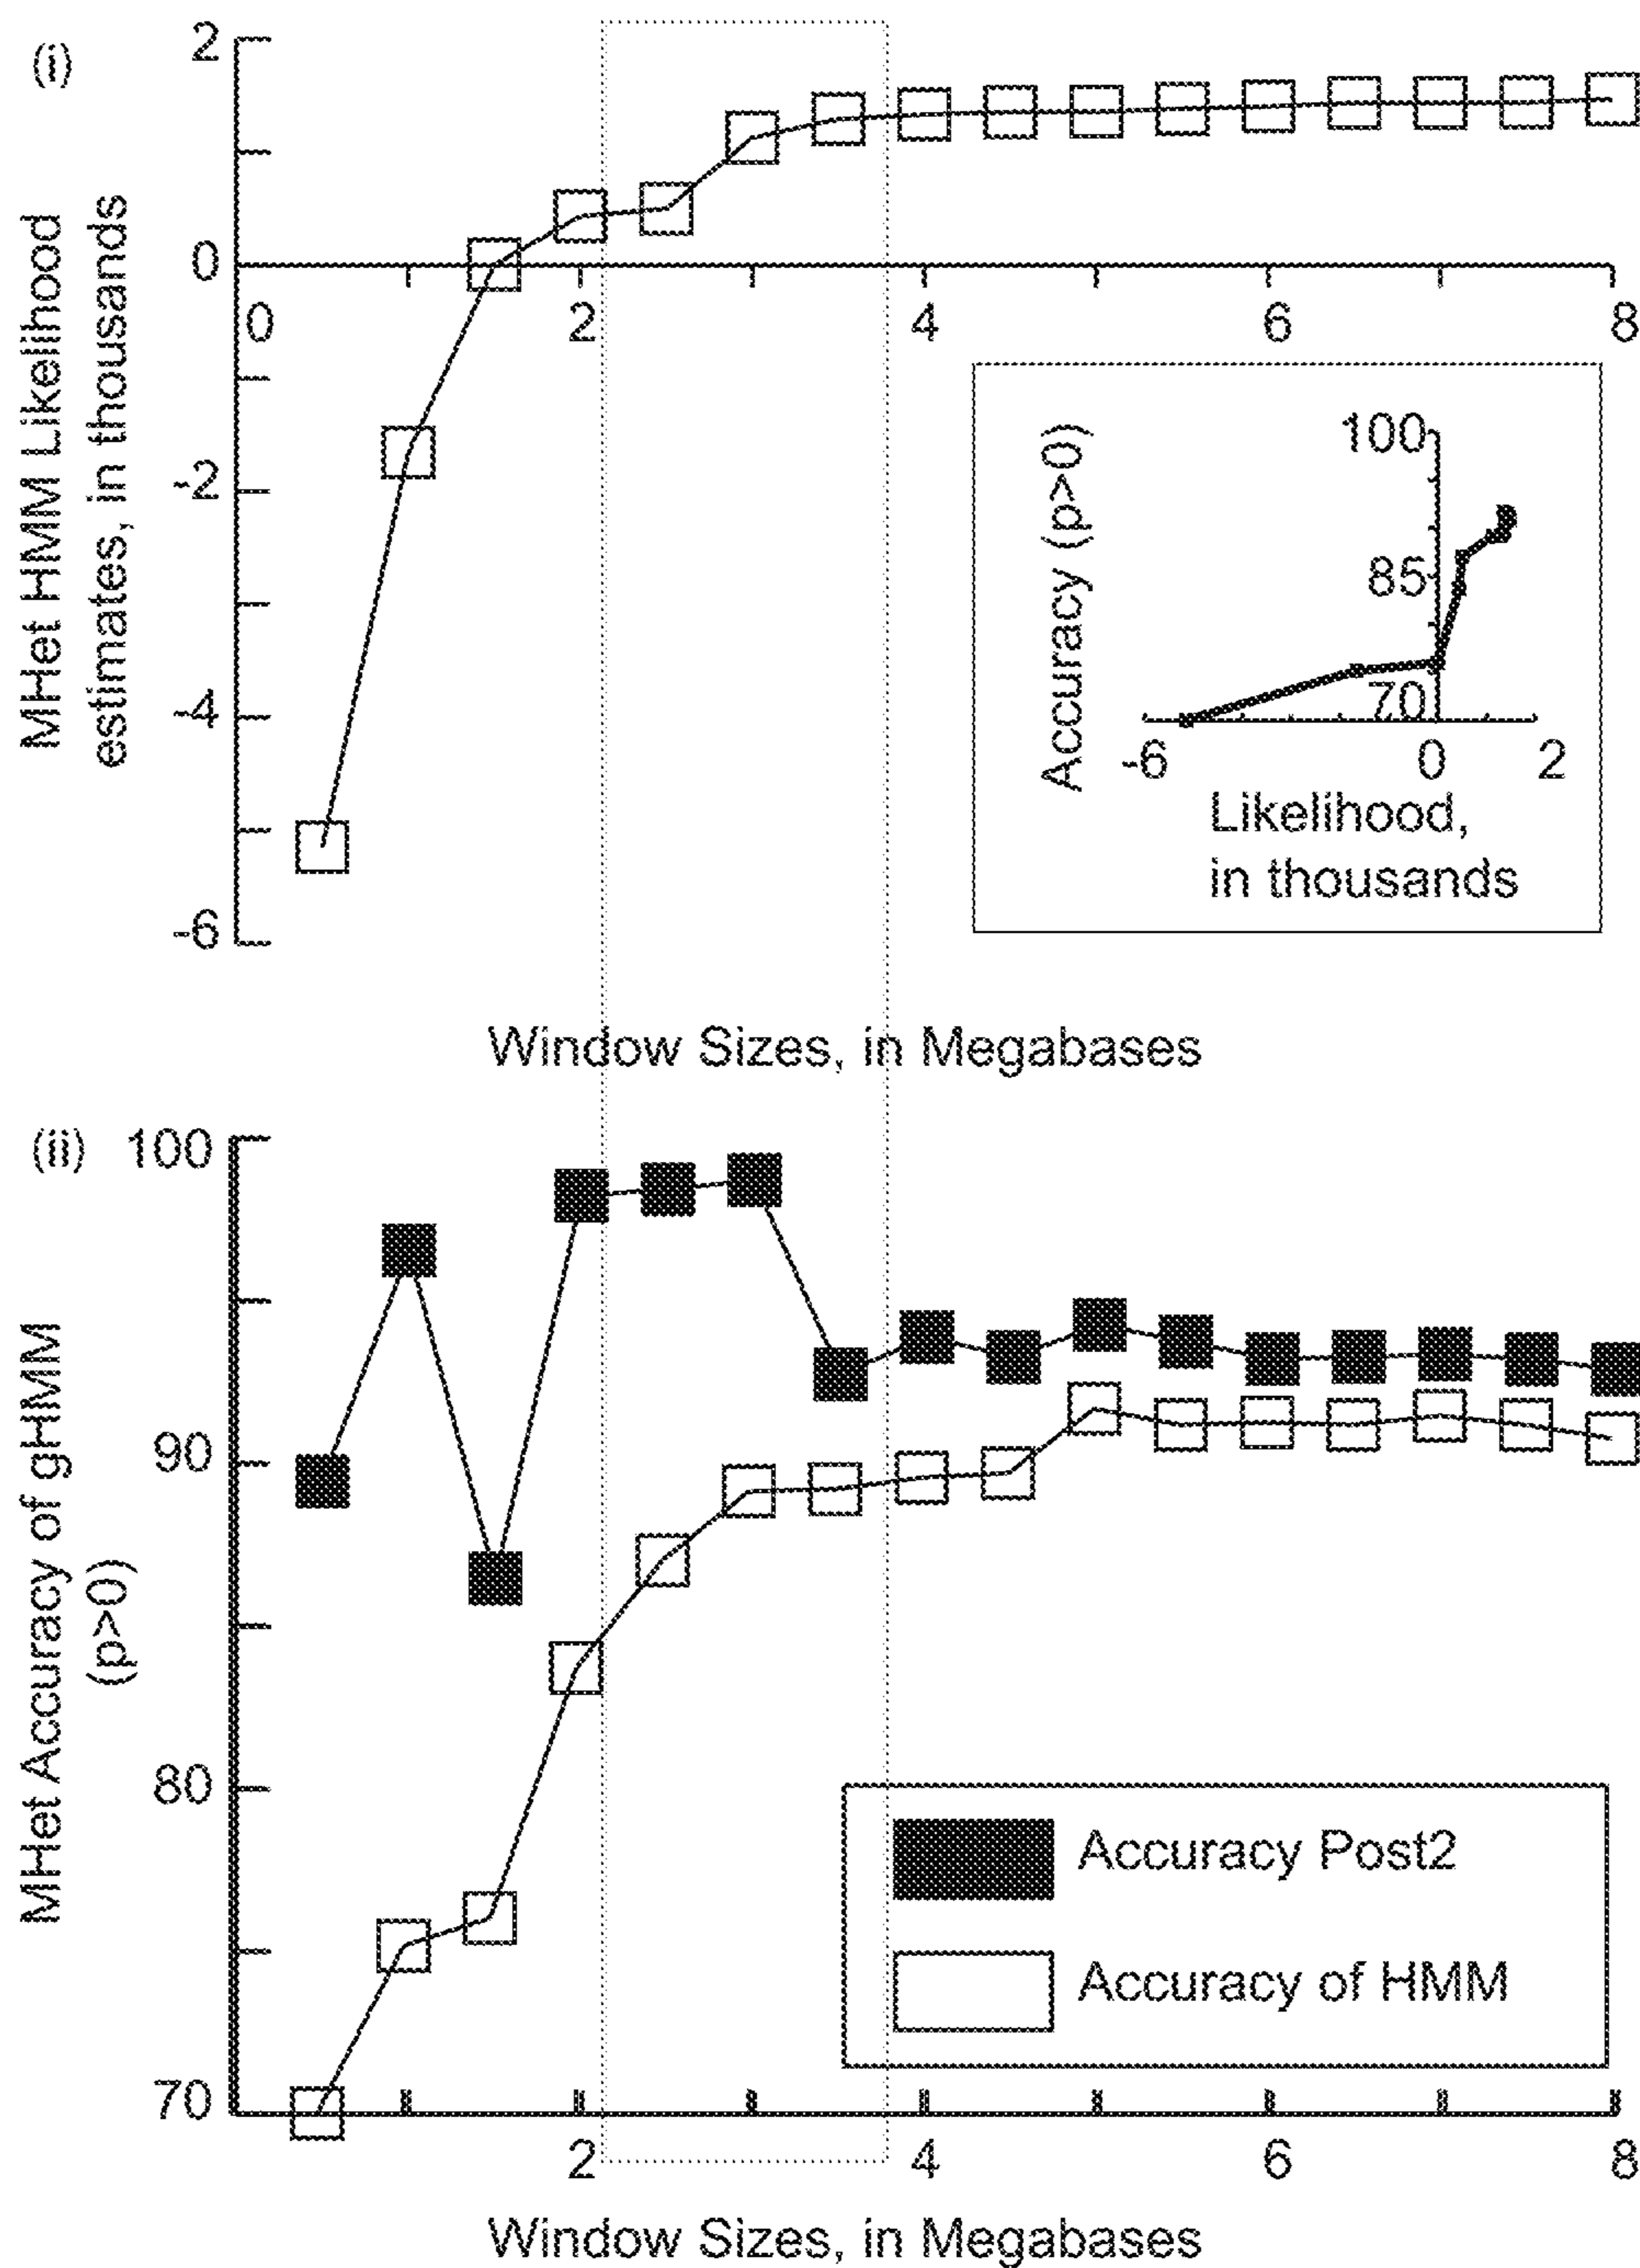 (i)
MHet HMM Likelihood
estimates, in thousands
2
0
-2
-4
-6
0
2
4
6
8
Accuracy (p>0)
100
85
70
-6
0
2
Likelihood,
in thousands
Window Sizes, in Megabases
(ii)
MHet Accuracy of gHMM
(p>0)
100
90
80
70
Accuracy Post2
Accuracy of HMM
2
4
6
8
Window Sizes, in Megabases